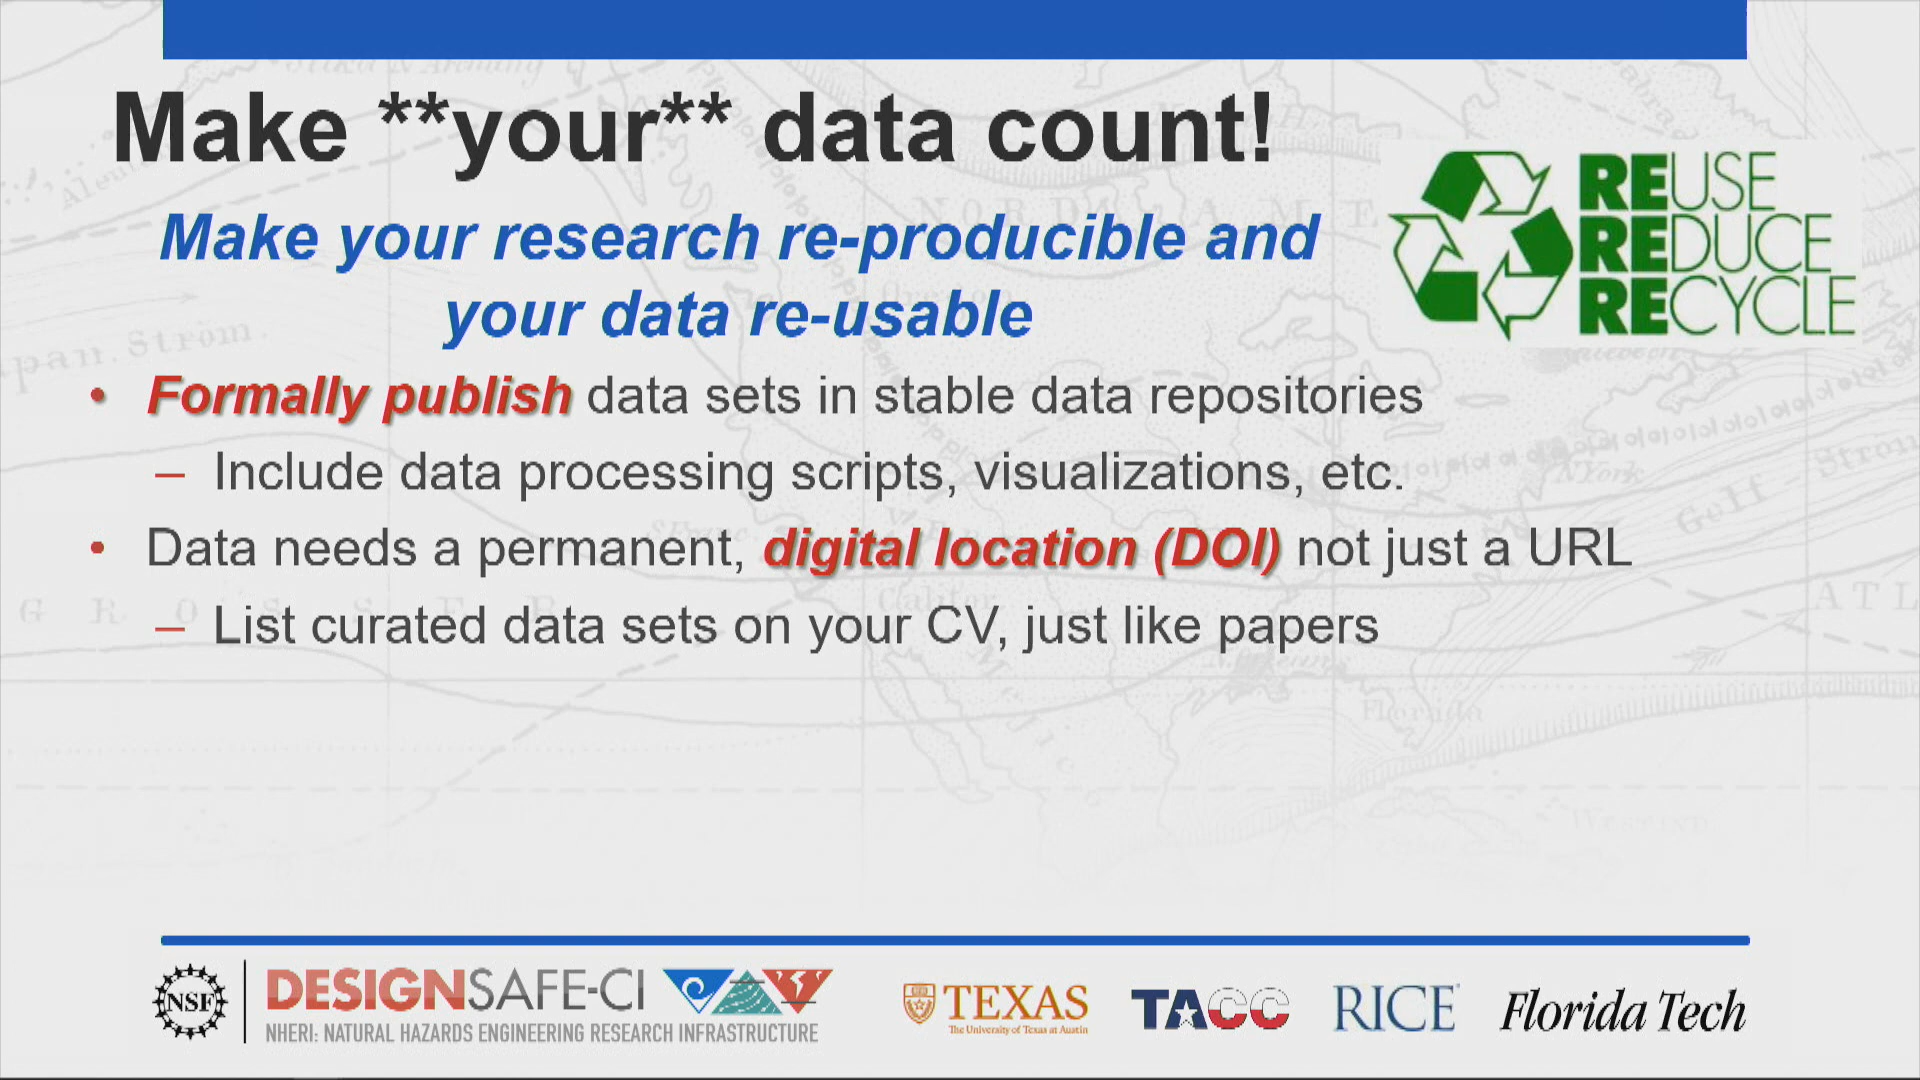 Make **your** data count!
Make your research re-producible and
your data re-usable
REUSE
REDUCE
RECYCLE
• Formally publish data sets in stable data repositories
– Include data processing scripts, visualizations, etc.
• Data needs a permanent, digital location (DOI) not just a URL
– List curated data sets on your CV, just like papers
NSF
DESIGNSAFE-CI
NHERI: NATURAL HAZARDS ENGINEERING RESEARCH INFRASTRUCTURE
TEXAS
The University of Texas at Austin
TACC
RICE
Florida Tech